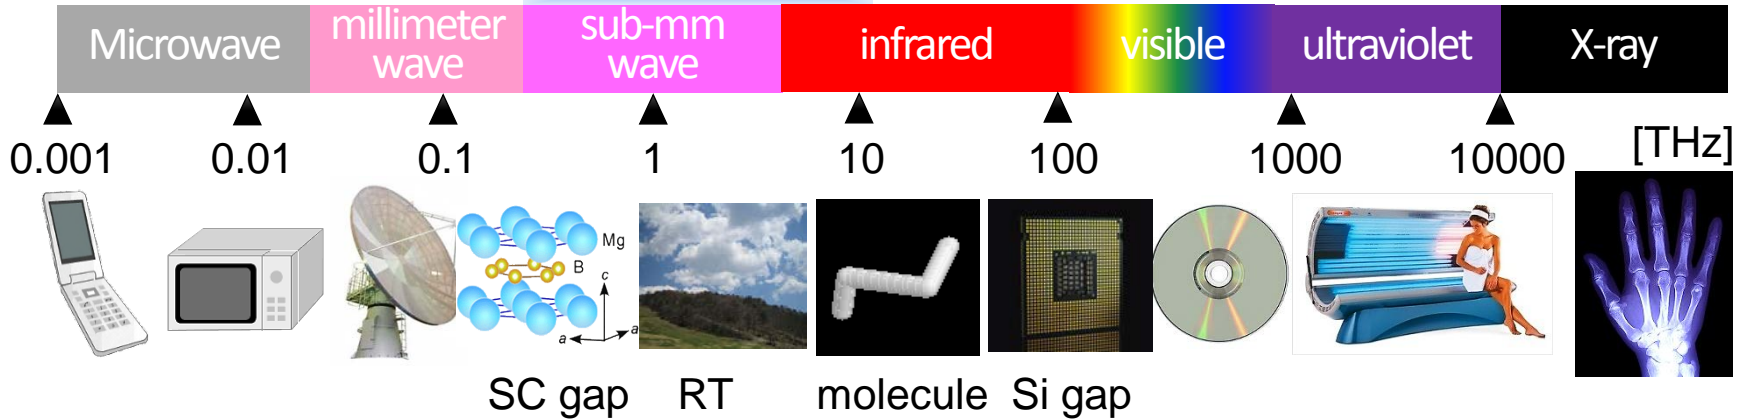 Microwave
millimeter
wave
sub-mm
wave
infrared
visible
ultraviolet
X-ray
0.001
0.01
0.1
1
10
100
1000
10000
[THz]
Mg
B
c
a
a
SC gap
RT
molecule
Si gap